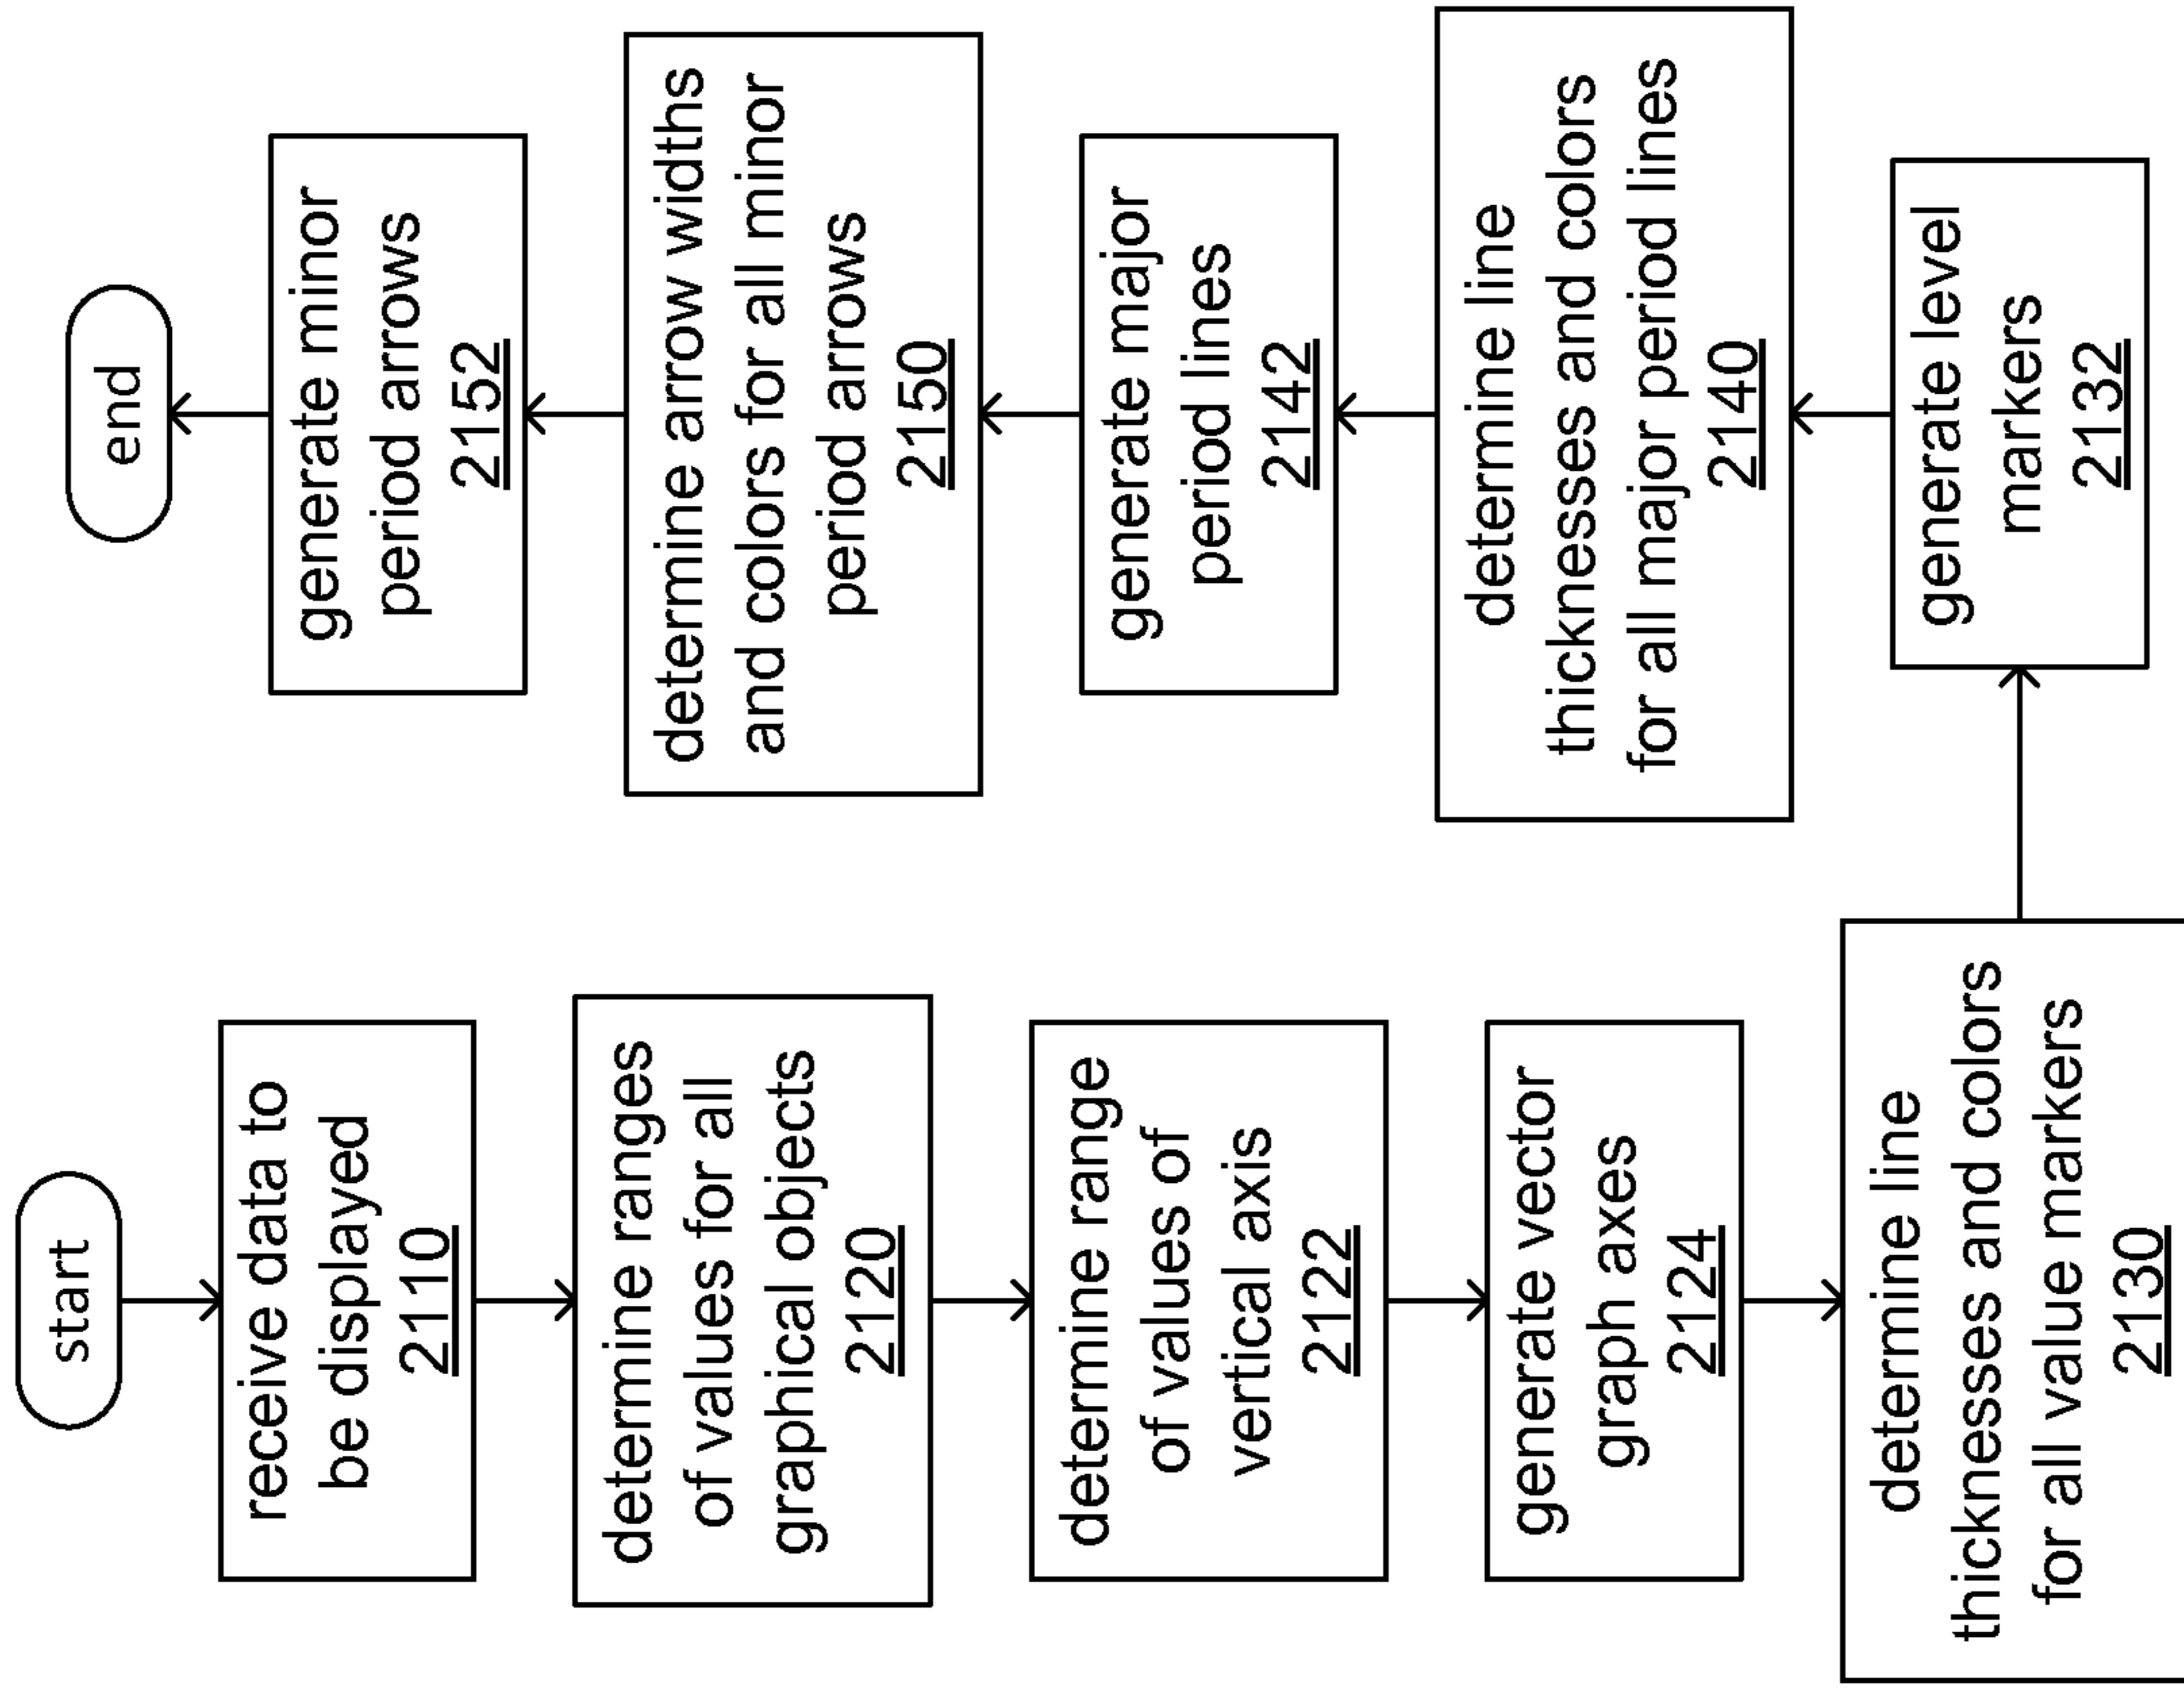 start
receive data to
be displayed
2110
determine ranges
of values for all
graphical objects
2120
determine range
of values of
vertical axis
2122
generate vector
graph axes
2124
determine line
thicknesses and colors
for all value markers
2130
generate level
markers
2132
determine line
thicknesses and colors
for all major period lines
2140
generate major
period lines
2142
determine arrow widths
and colors for all minor
period arrows
2150
generate minor
period arrows
2152
end